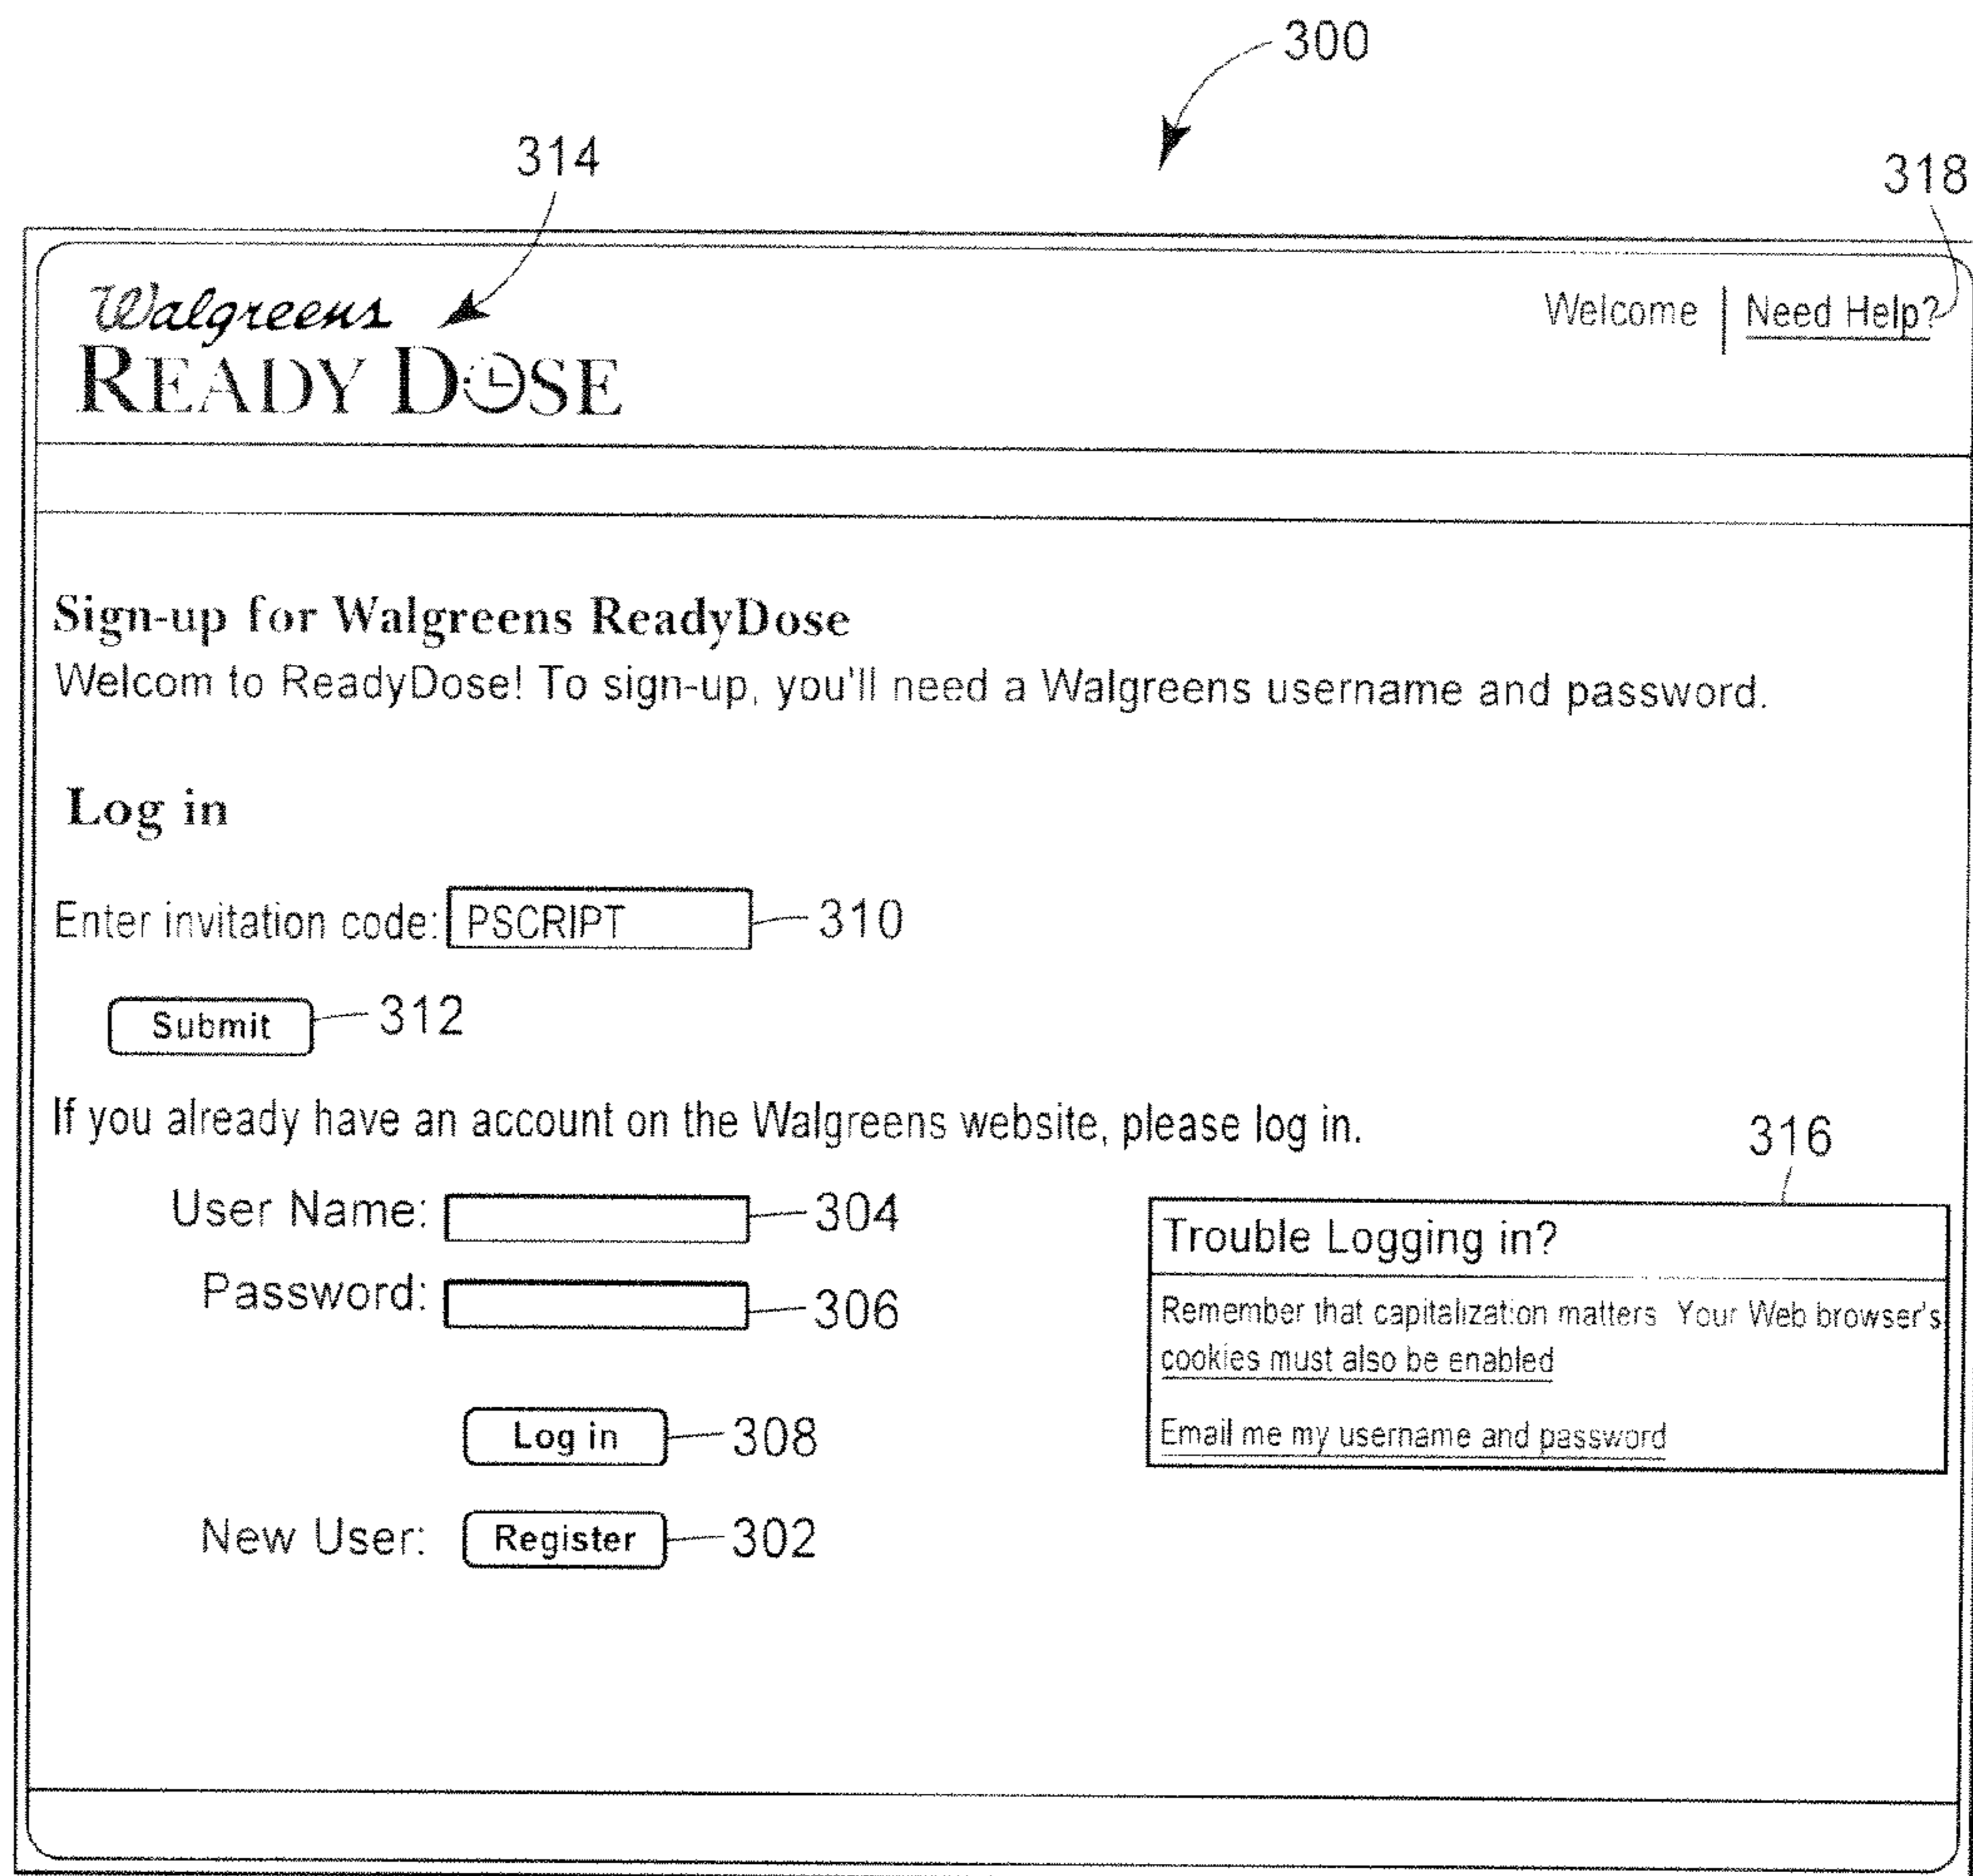 300
314
318
Walgreens
READY DOSE
Welcome | Need Help?
Sign-up for Walgreens ReadyDose
Welcom to ReadyDose! To sign-up, you'll need a Walgreens username and password.
Log in
Enter invitation code: PSCRIPT 310
Submit 312
If you already have an account on the Walgreens website, please log in.
316
User Name: 304
Password: 306
Log in 308
New User: Register 302
Trouble Logging in?
Remember that capitalization matters Your Web browser's
cookies must also be enabled
Email me my username and password